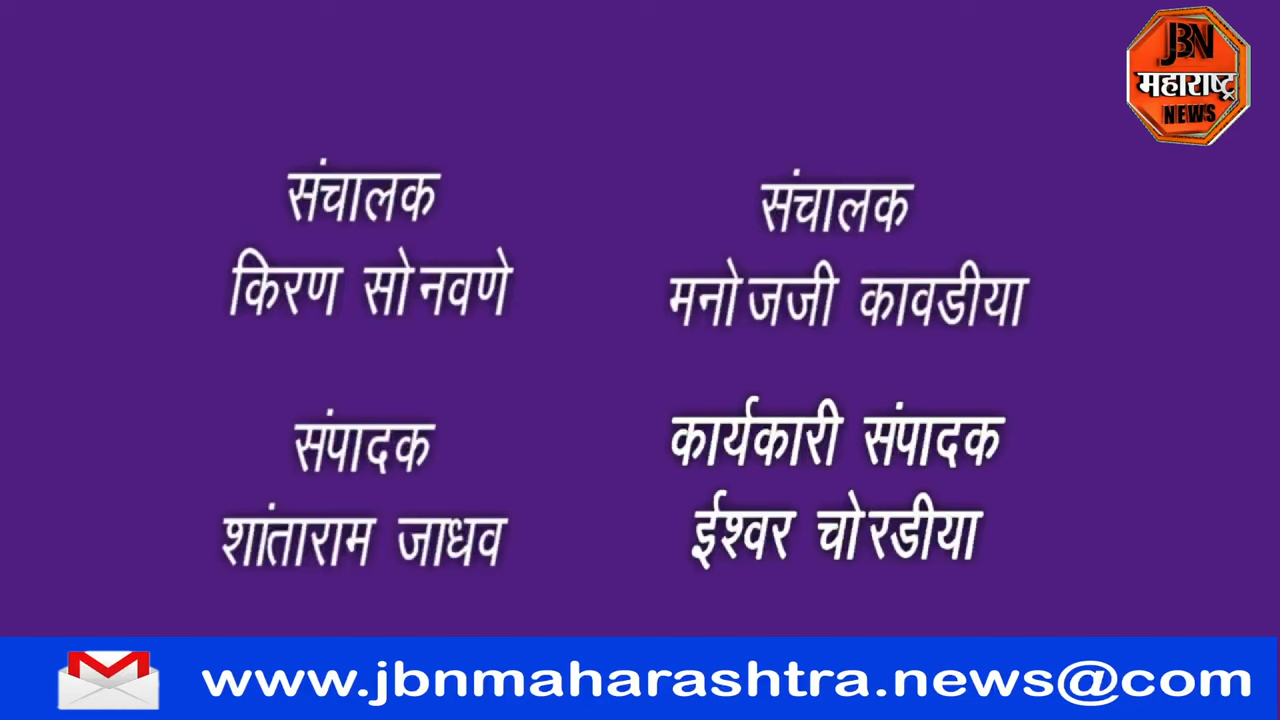 JBN
महाराष्ट्र
NEWS
संचालक
किरण सोनवणे
संचालक
मनोजजी कावडीया
संपादक
शांताराम जाधव
कार्यकारी संपादक
ईश्वर चोरडीया
www.jbnmaharashtra.news@com